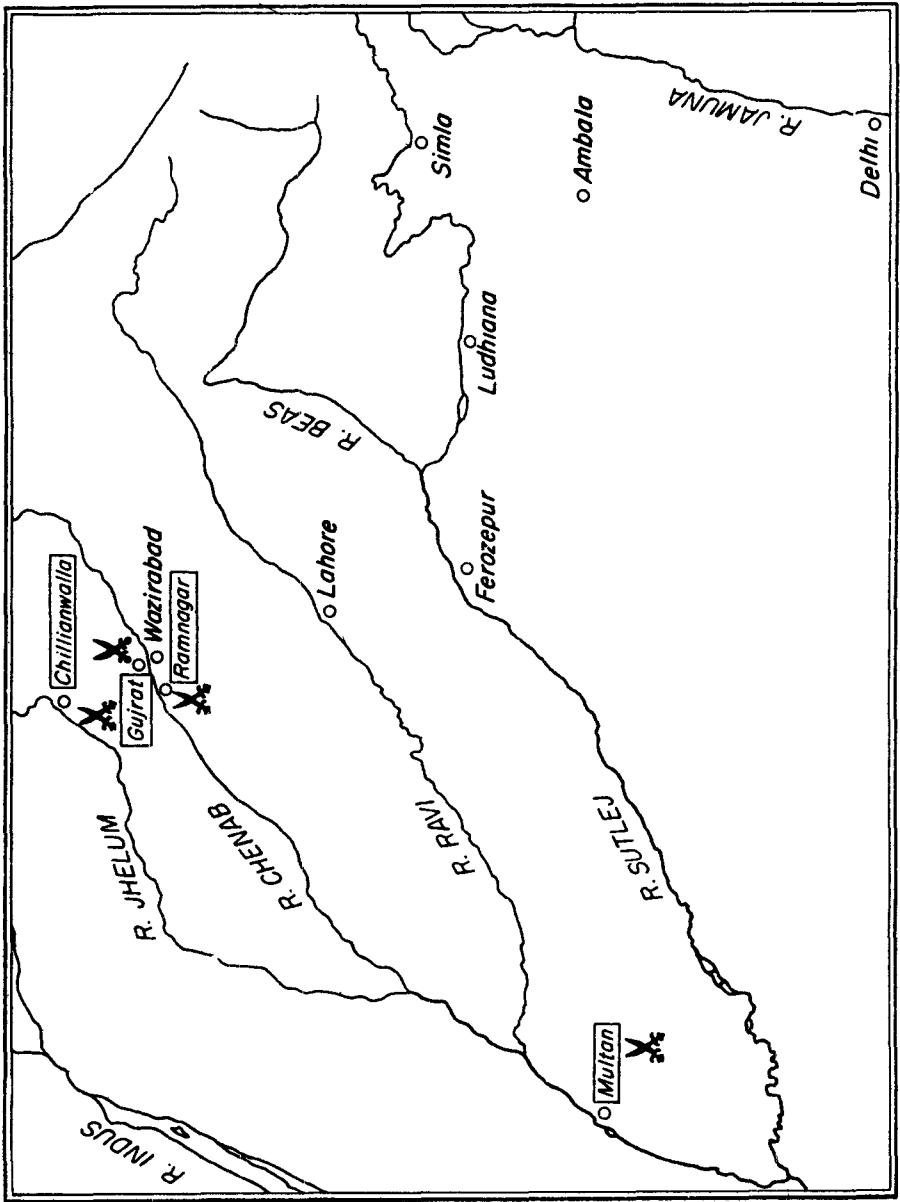 R. INDUS
R. JHELUM
R. CHENAB
R. RAVI
R. SUTLEJ
R. BEAS
R. JAMUNA
Chillianwalla
Gujrat
Wazirabad
Ramnagar
Lahore
Multan
Ferozepur
Ludhiana
Simla
Ambala
Delhi